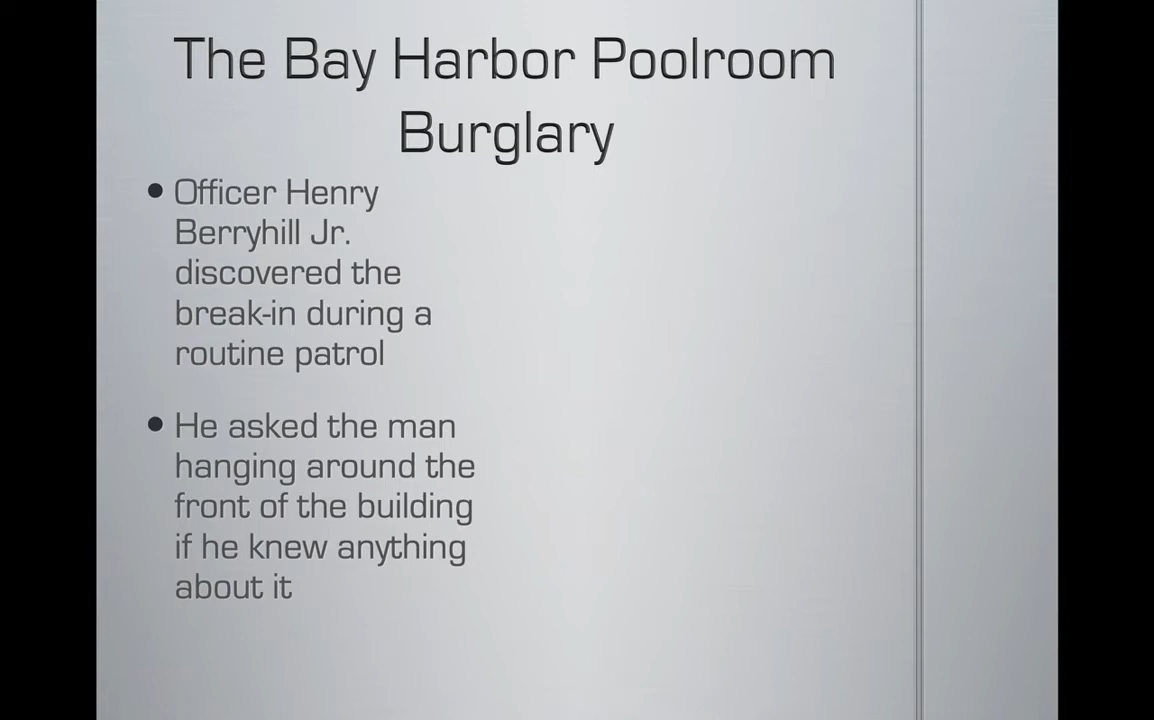 The Bay Harbor Poolroom
Burglary
• Officer Henry
Berryhill Jr.
discovered the
break-in during a
routine patrol
• He asked the man
hanging around the
front of the building
if he knew anything
about it